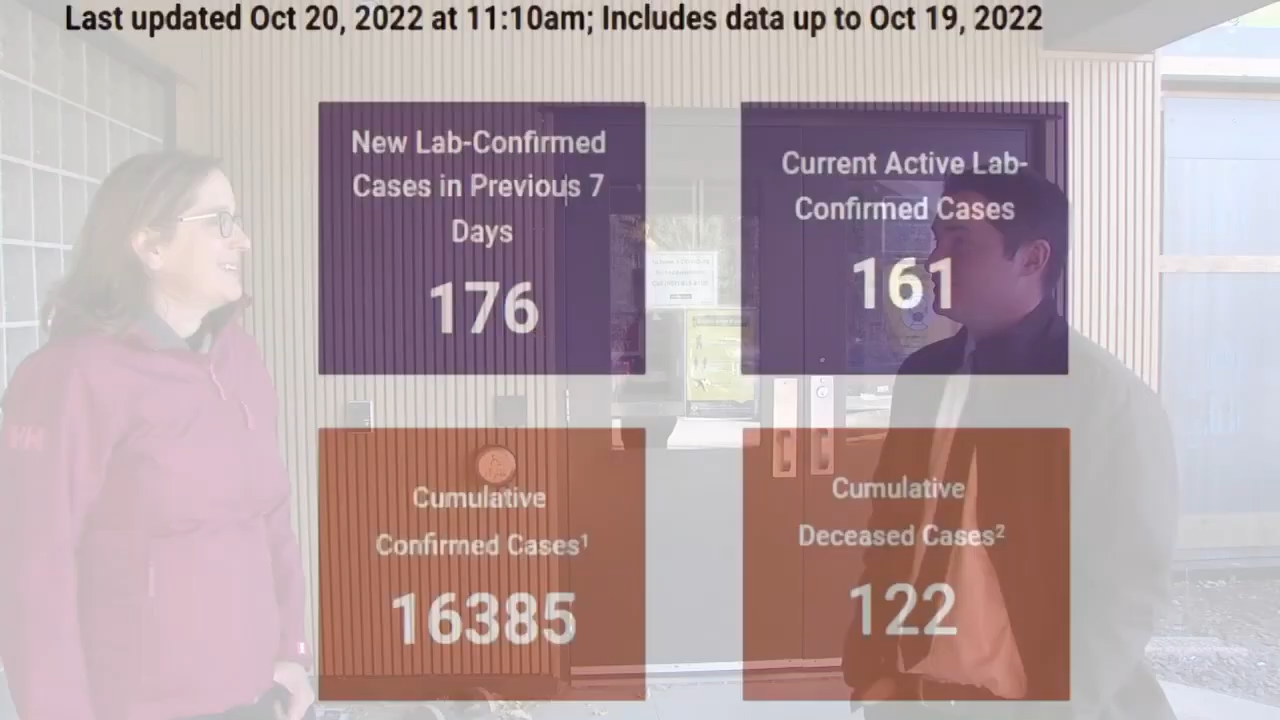 Last updated Oct 20, 2022 at 11:10am; Includes data up to Oct 19, 2022
New Lab-Confirmed
Cases in Previous 7
Days
176
Current Active Lab-
Confirmed Cases
161
Cumulative
Confirmed Cases¹
16385
Cumulative
Deceased Cases²
122
HH